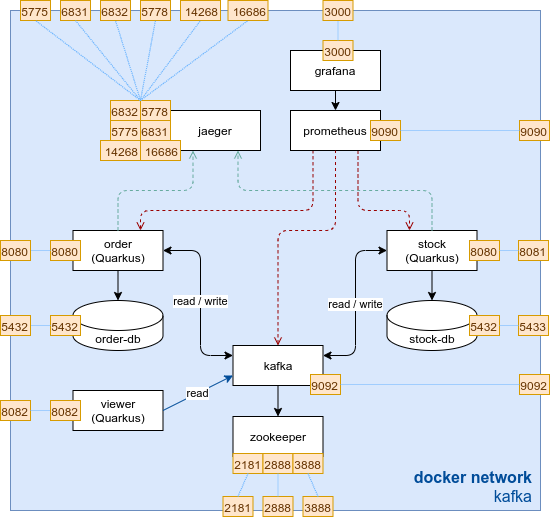 5775 6831 6832 5778 14268 16686 3000
3000
grafana
6832 5778
5775 6831 jaeger
14268 16686
prometheus 9090 9090
8080 8080 order
(Quarkus)
stock
(Quarkus)
8080 8081
read / write
read / write
5432 5432 order-db
stock-db 5432 5433
kafka
9092 9092
read
8082 8082 viewer
(Quarkus)
zookeeper
2181 2888 3888
2181 2888 3888
docker network
kafka